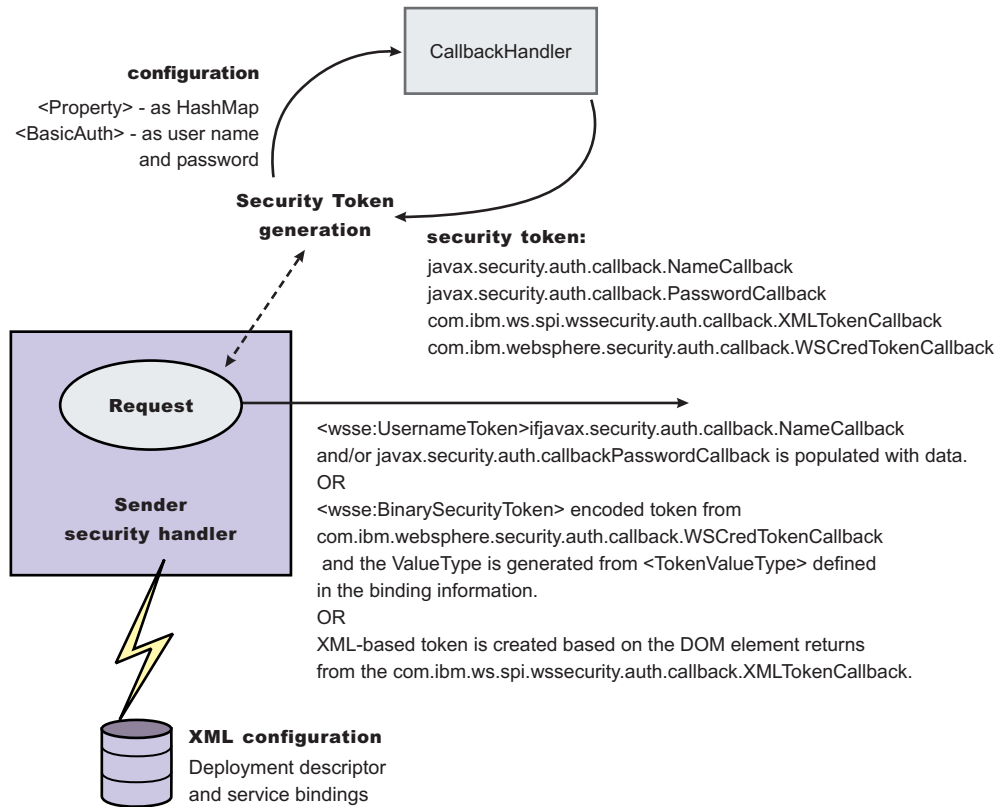 CallbackHandler
configuration
<Property> - as HashMap
<BasicAuth> - as user name
and password
Security Token
generation
security token:
javax.security.auth.callback.NameCallback
javax.security.auth.callback.PasswordCallback
com.ibm.ws.spi.wssecurity.auth.callback.XMLTokenCallback
com.ibm.websphere.security.auth.callback.WSCredTokenCallback
Request
Sender
security handler
<wsse:UsernameToken>ifjavax.security.auth.callback.NameCallback
and/or javax.security.auth.callbackPasswordCallback is populated with data.
OR
<wsse:BinarySecurityToken> encoded token from
com.ibm.websphere.security.auth.callback.WSCredTokenCallback
and the ValueType is generated from <TokenValueType> defined
in the binding information.
OR
XML-based token is created based on the DOM element returns
from the com.ibm.ws.spi.wssecurity.auth.callback.XMLTokenCallback.
XML configuration
Deployment descriptor
and service bindings